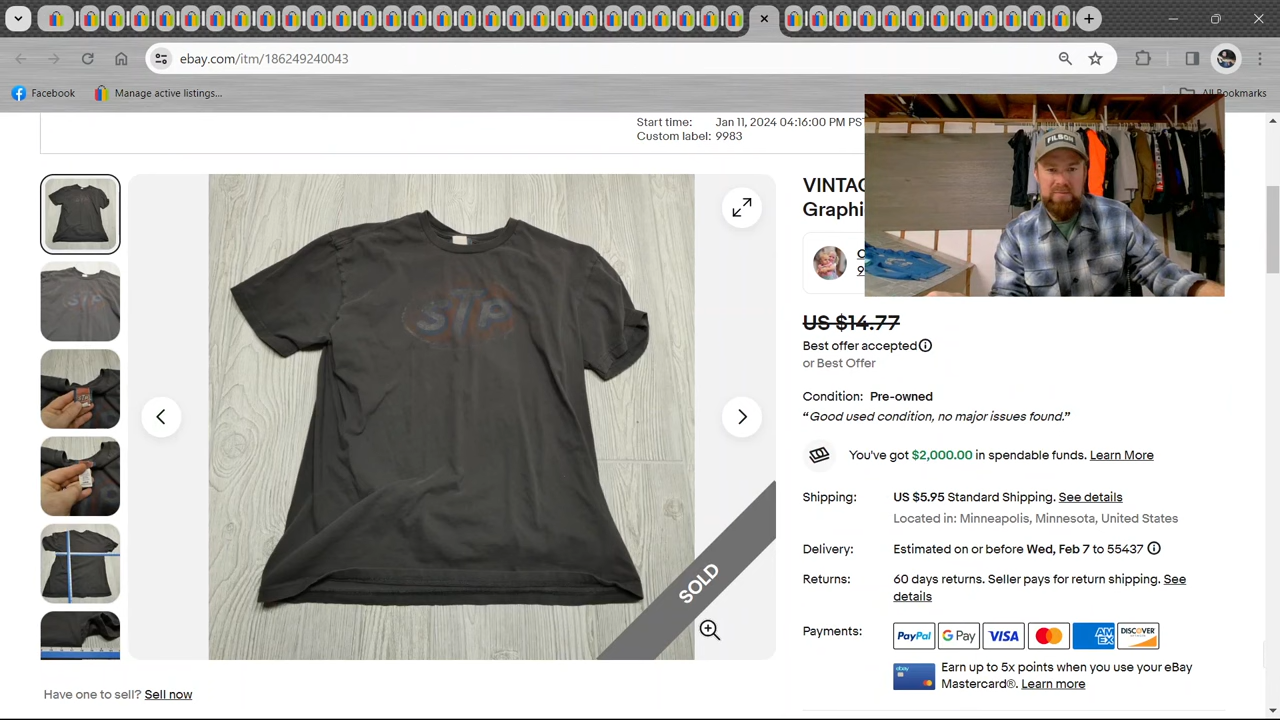 ebay.com/itm/186249240043
Facebook
Manage active listings...
All Bookmarks
Start time: Jan 11, 2024 04:16:00 PM PST
Custom label: 9983
FILSON
Graphi
US $14.77
Best offer accepted
or Best Offer
Condition: Pre-owned
“Good used condition, no major issues found.”
You've got $2,000.00 in spendable funds. Learn More
Shipping: US $5.95 Standard Shipping. See details
Located in: Minneapolis, Minnesota, United States
Delivery: Estimated on or before Wed, Feb 7 to 55437
Returns: 60 days returns. Seller pays for return shipping. See
details
Payments: PayPal G Pay VISA MasterCard AM EX DISCOVER
ebay
Earn up to 5x points when you use your eBay
Mastercard®. Learn more
STP
SOLD
Have one to sell? Sell now